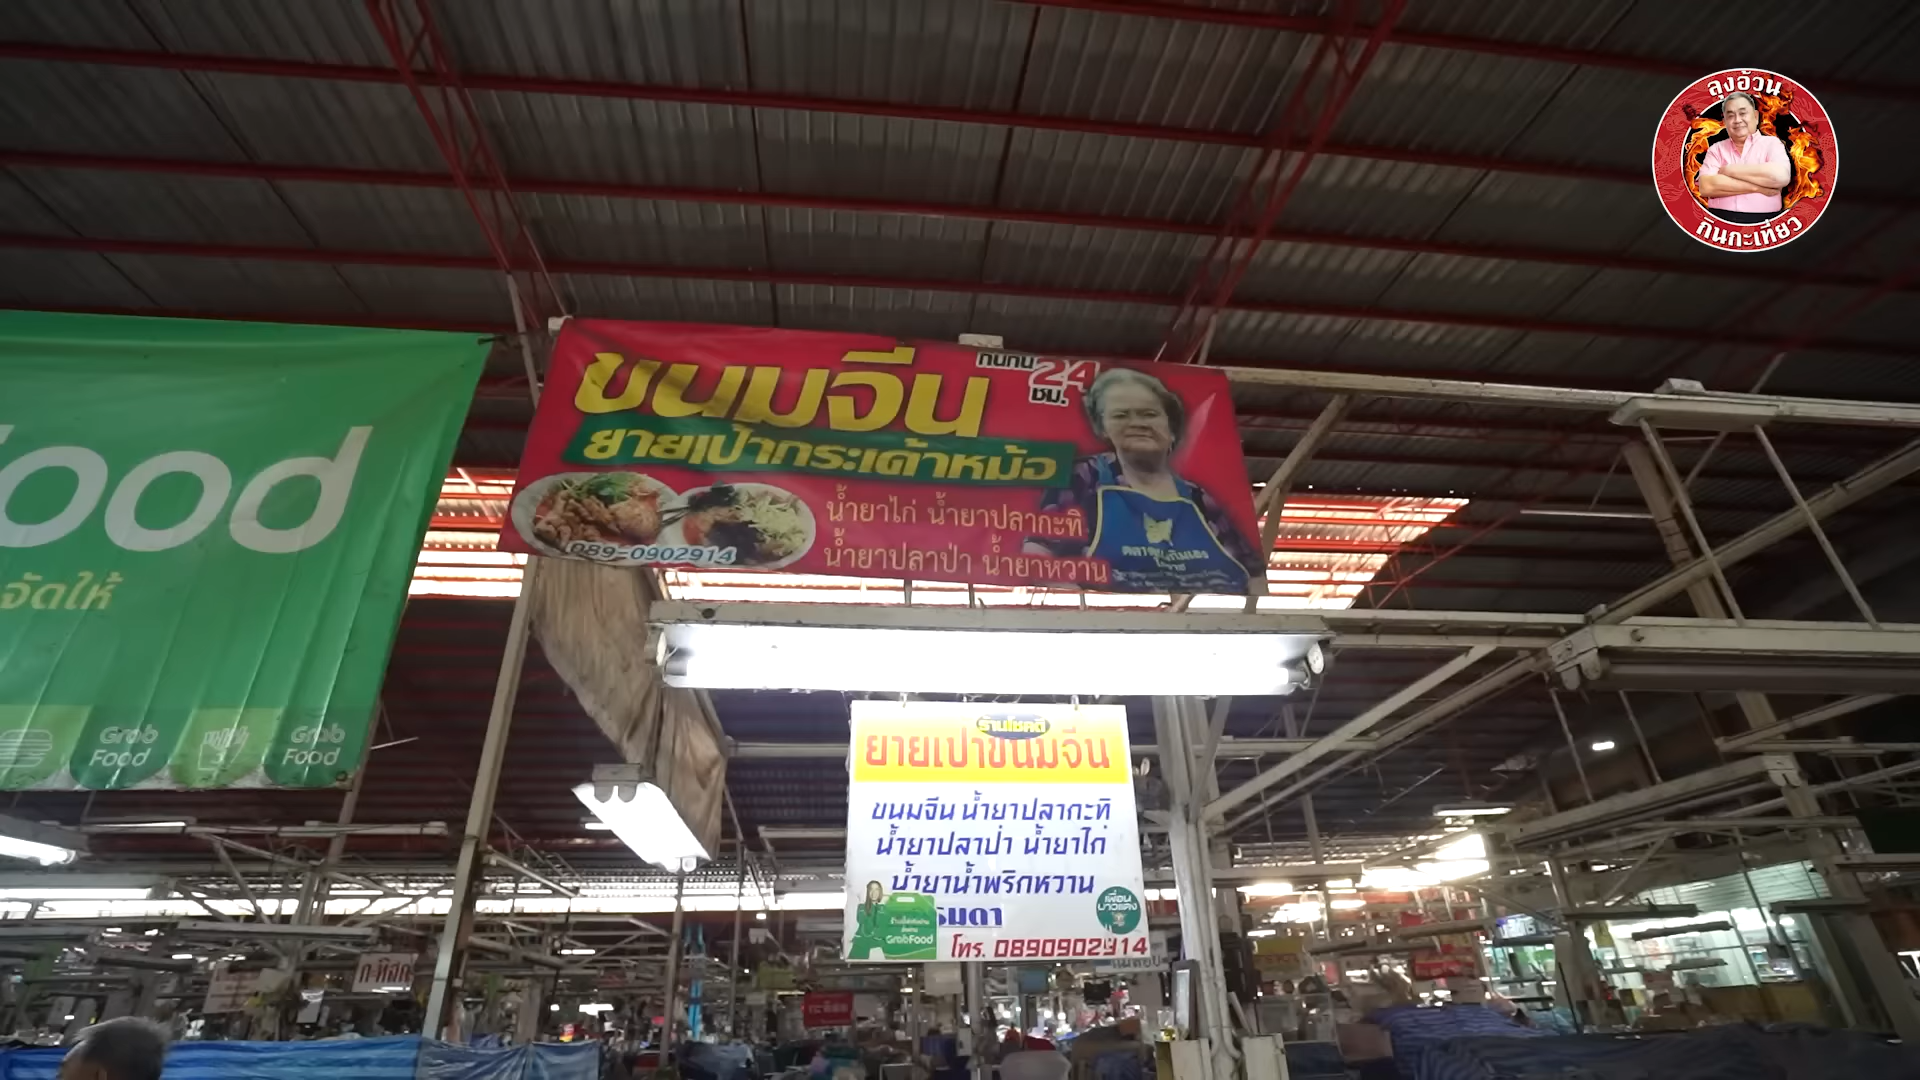 ลุงอ้วน
กินกะเที่ยว
ขนมจีน
24
ชม.
ยายเป้ากระเด้าหม้อ
น้ำยาไก่ น้ำยาปลากะทิ
น้ำยาปลาป่า น้ำยาหวาน
089-0902914
Food
จัดให้
Grab
Food
Grab
Food
ร้านโชคดี
ยายเป้าขนมจีน
ขนมจีน น้ำยาปลากะทิ
น้ำยาปลาป่า น้ำยาไก่
น้ำยาน้ำพริกหวาน
GrabFood
โทร. 0890902914